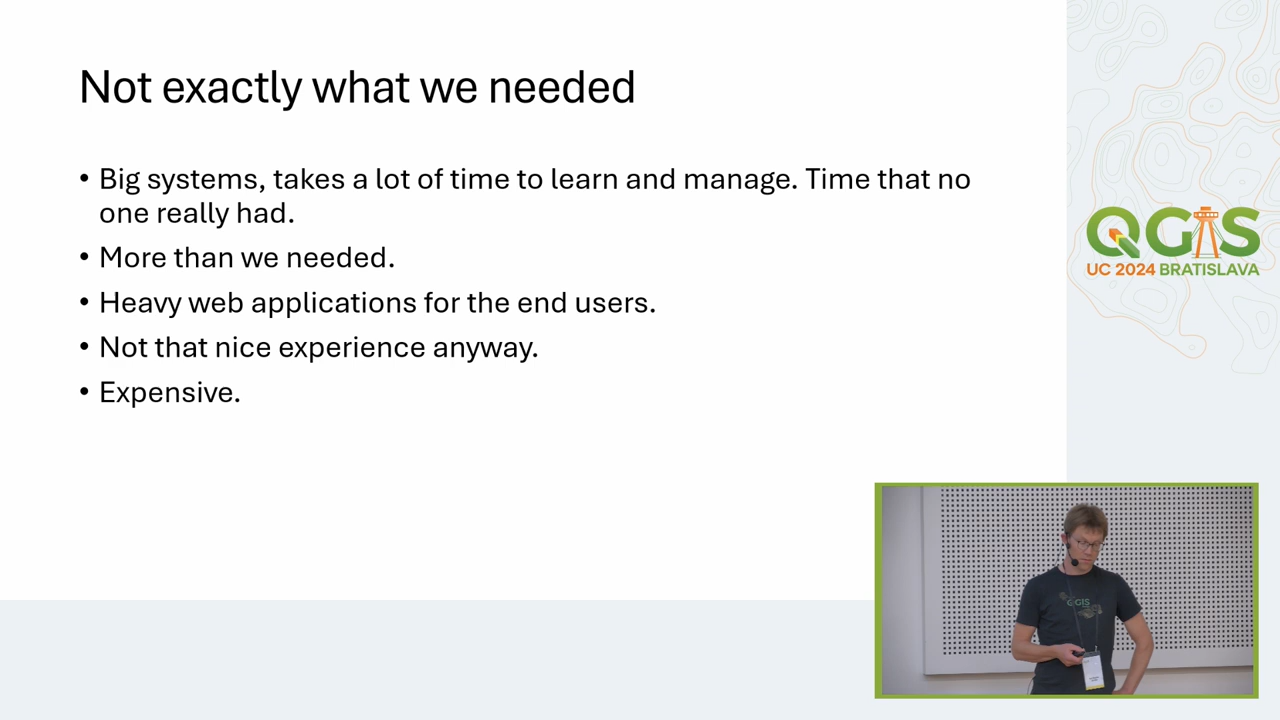 Not exactly what we needed
• Big systems, takes a lot of time to learn and manage. Time that no
one really had.
• More than we needed.
• Heavy web applications for the end users.
• Not that nice experience anyway.
• Expensive.
QGIS
UC 2024 BRATISLAVA
QGIS